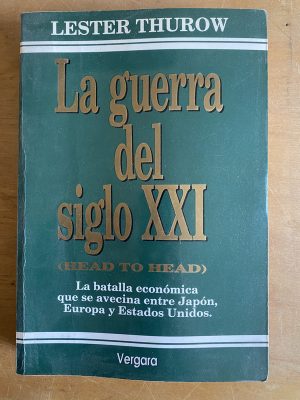 LESTER THUROW
La guerra
del
siglo XXI
(HEAD TO HEAD)
La batalla económica
que se avecina entre Japón,
Europa y Estados Unidos.
Vergara